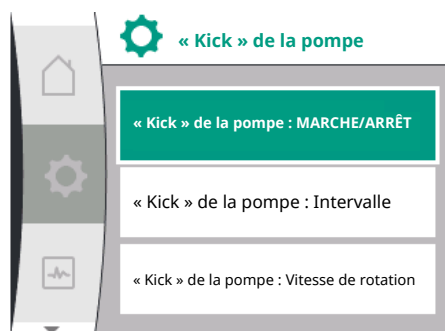 « Kick » de la pompe
« Kick » de la pompe : MARCHE/ARRÊT
« Kick » de la pompe : Intervalle
« Kick » de la pompe : Vitesse de rotation